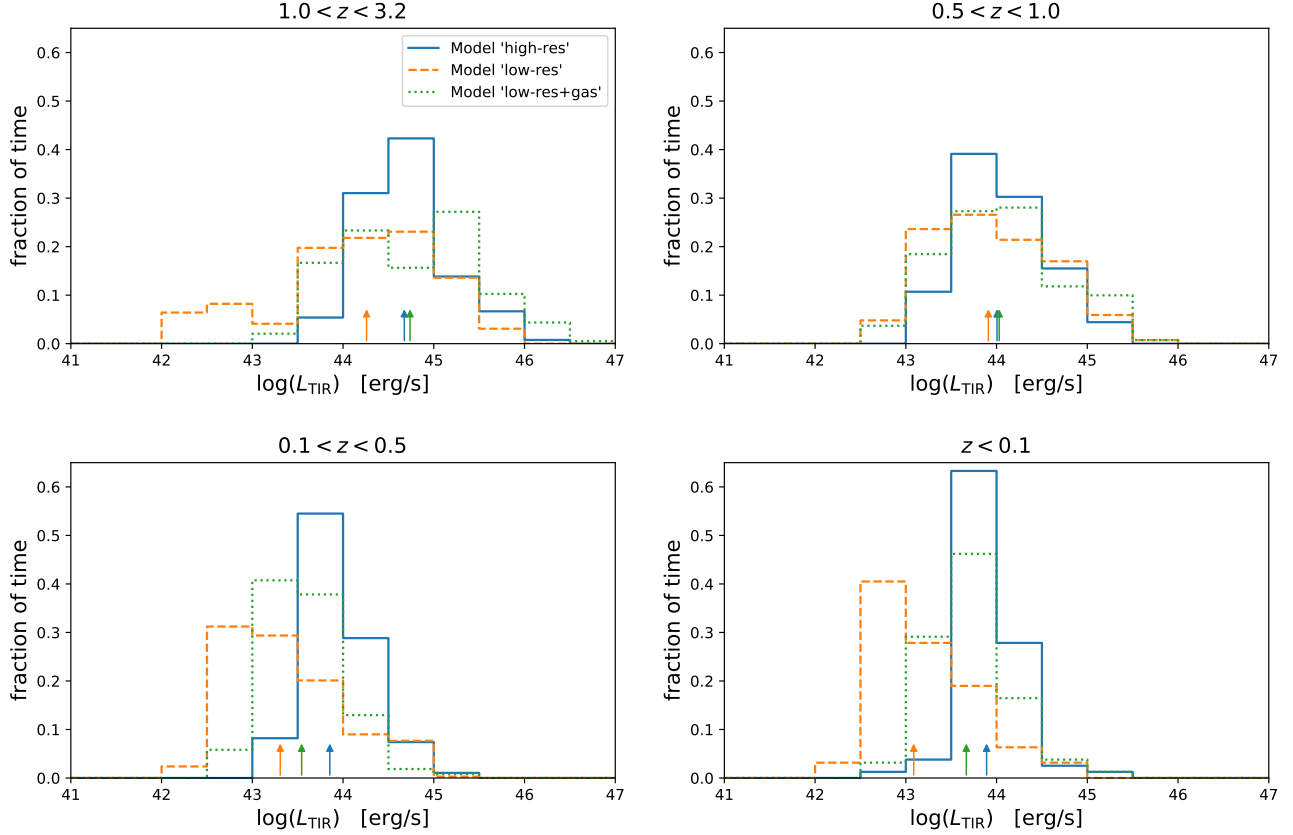 1.0 < z < 3.2
fraction of time
0.6
0.5
0.4
0.3
0.2
0.1
0.0
Model 'high-res'
Model 'low-res'
Model 'low-res+gas'
41 42 43 44 45 46 47
log(L_TIR) [erg/s]
0.5 < z < 1.0
fraction of time
0.6
0.5
0.4
0.3
0.2
0.1
0.0
41 42 43 44 45 46 47
log(L_TIR) [erg/s]
0.1 < z < 0.5
fraction of time
0.6
0.5
0.4
0.3
0.2
0.1
0.0
41 42 43 44 45 46 47
log(L_TIR) [erg/s]
z < 0.1
fraction of time
0.6
0.5
0.4
0.3
0.2
0.1
0.0
41 42 43 44 45 46 47
log(L_TIR) [erg/s]